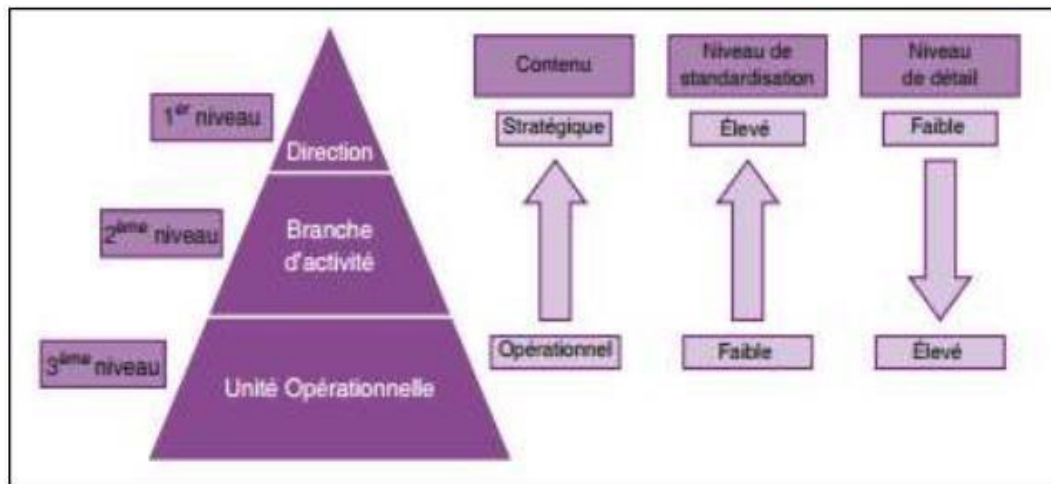 Contenu
Niveau de
standardisation
Niveau
de détail
1er niveau
Stratégique
Élevé
Faible
Direction
2ème niveau
Branche
d'activité
3ème niveau
Opérationnel
Faible
Élevé
Unité Opérationnelle